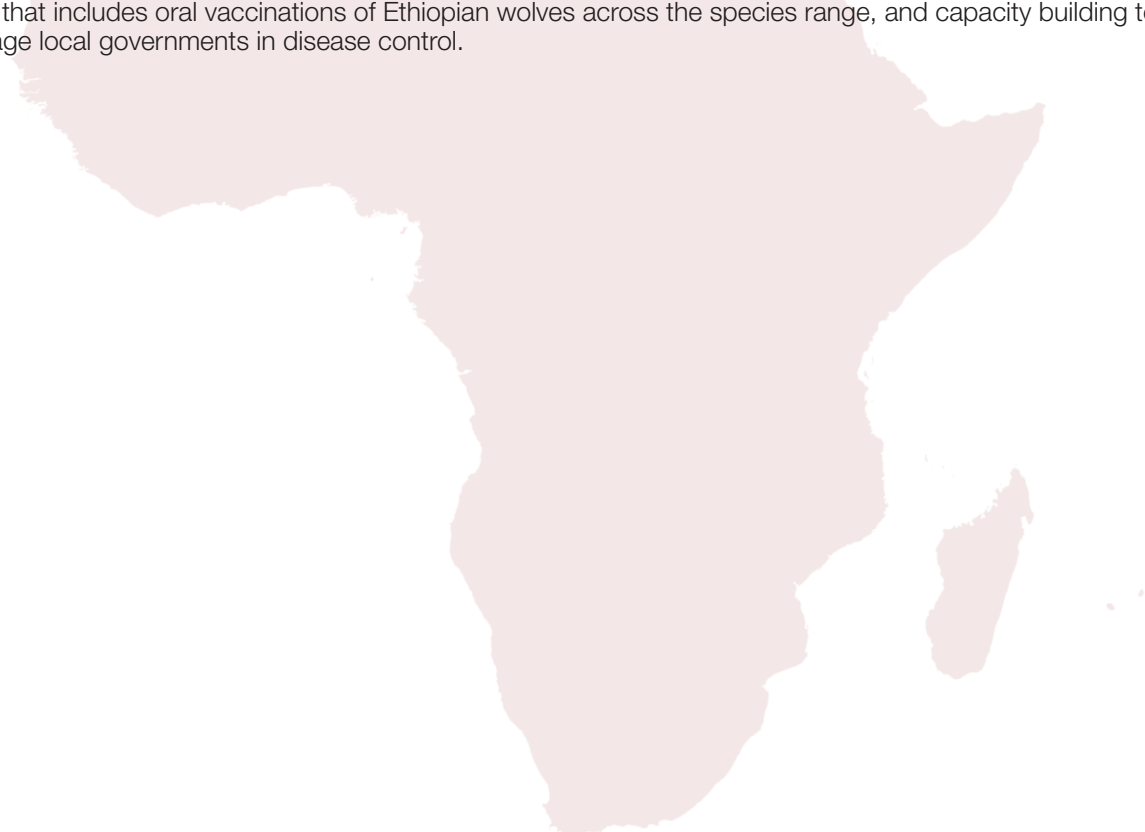 that includes oral vaccinations of Ethiopian wolves across the species range, and capacity building
age local governments in disease control.